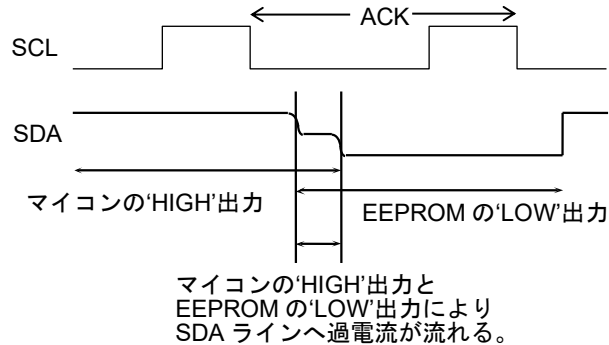 ACK
SCL
SDA
マイコンの‘HIGH’出力
EEPROM の‘LOW’出力
マイコンの‘HIGH’出力と
EEPROM の‘LOW’出力により
SDA ラインへ過電流が流れる。